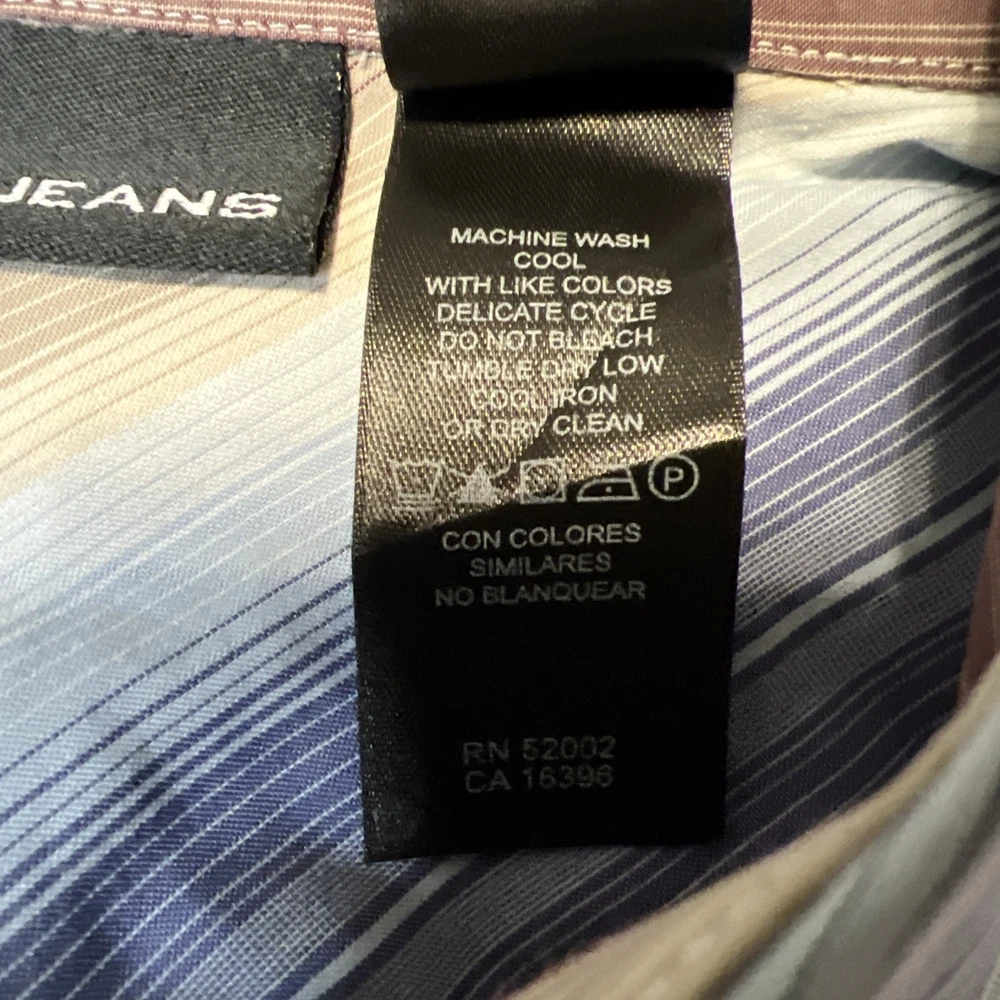 JEANS
MACHINE WASH
COOL
WITH LIKE COLORS
DELICATE CYCLE
DO NOT BLEACH
TUMBLE DRY LOW
COOL IRON
OR DRY CLEAN
P
CON COLORES
SIMILARES
NO BLANQUEAR
RN 52002
CA 16396